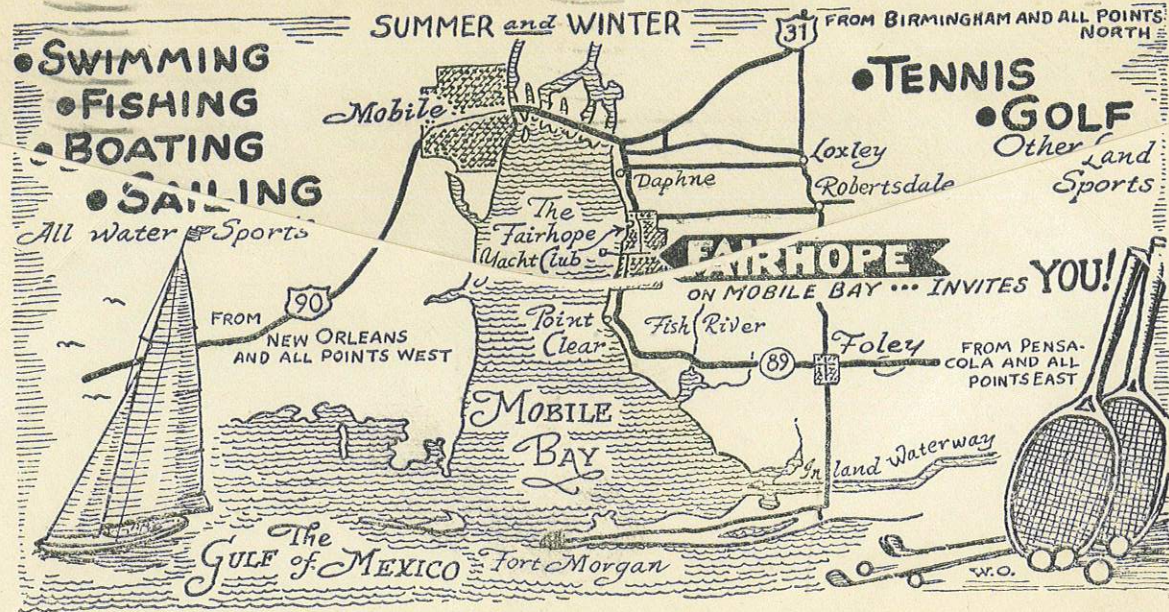 SUMMER and WINTER
31
FROM BIRMINGHAM AND ALL POINTS
NORTH
•SWIMMING
•FISHING
•BOATING
•SAILING
All Water Sports
•TENNIS
•GOLF
Other Land
Sports
Mobile
Loxley
Daphne
Robertsdale
The
Fairhope
Yacht Club
FAIRHOPE
ON MOBILE BAY ... INVITES YOU!
90
FROM
NEW ORLEANS
AND ALL POINTS WEST
Point
Clear
Fish River
89
Foley
FROM PENSA-
COLA AND ALL
POINTS EAST
MOBILE
BAY
Inland Waterway
The
GULF of MEXICO
Fort Morgan
W.O.